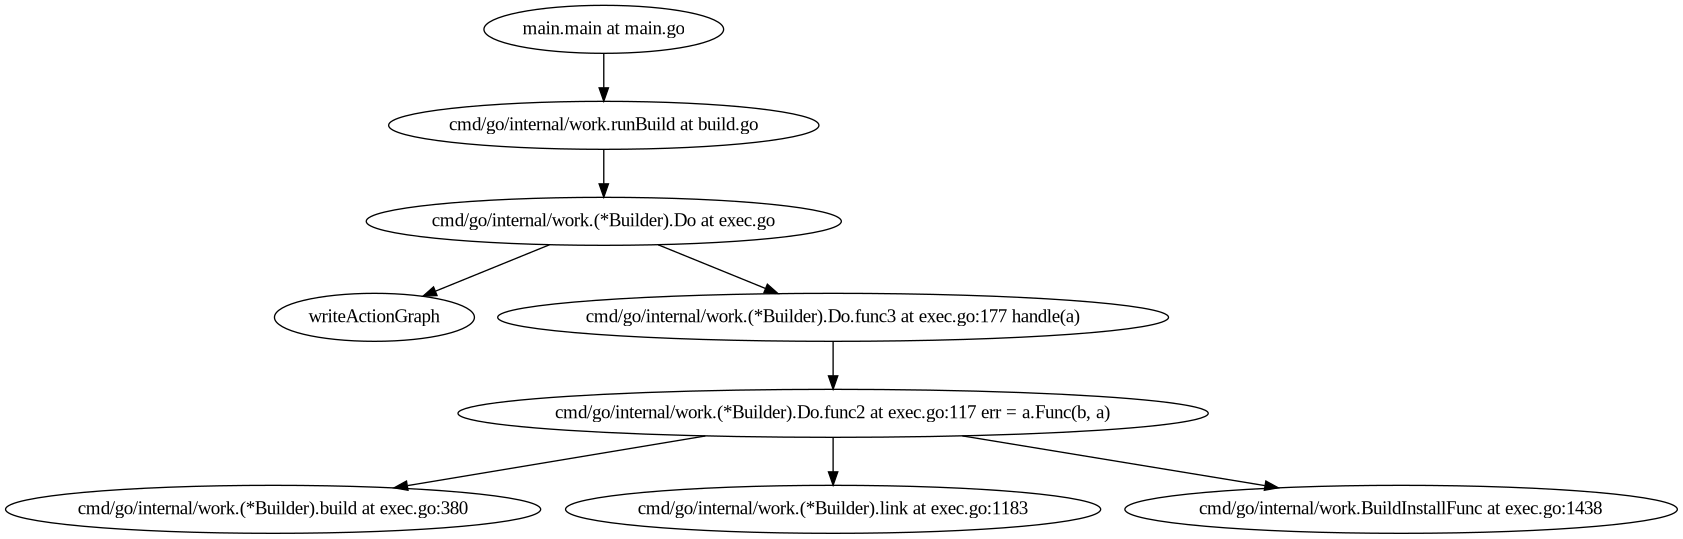 main.main at main.go
cmd/go/internal/work.runBuild at build.go
cmd/go/internal/work.(*Builder).Do at exec.go
writeActionGraph
cmd/go/internal/work.(*Builder).Do.func3 at exec.go:177 handle(a)
cmd/go/internal/work.(*Builder).Do.func2 at exec.go:117 err = a.Func(b, a)
cmd/go/internal/work.(*Builder).build at exec.go:380
cmd/go/internal/work.(*Builder).link at exec.go:1183
cmd/go/internal/work.BuildInstallFunc at exec.go:1438